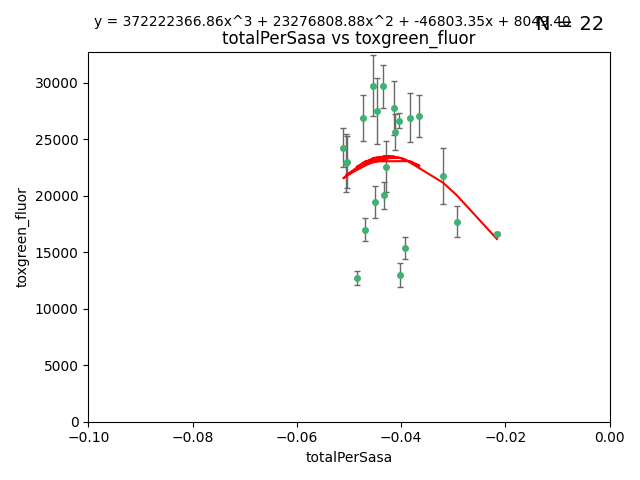 y = 372222366.86x^3 + 23276808.88x^2 + -46803.35x +
N = 22
totalPerSasa vs toxgreen_fluor
30000
25000
20000
15000
10000
5000
0
toxgreen_fluor
−0.10
−0.08
−0.06
−0.04
−0.02
0.00
totalPerSasa